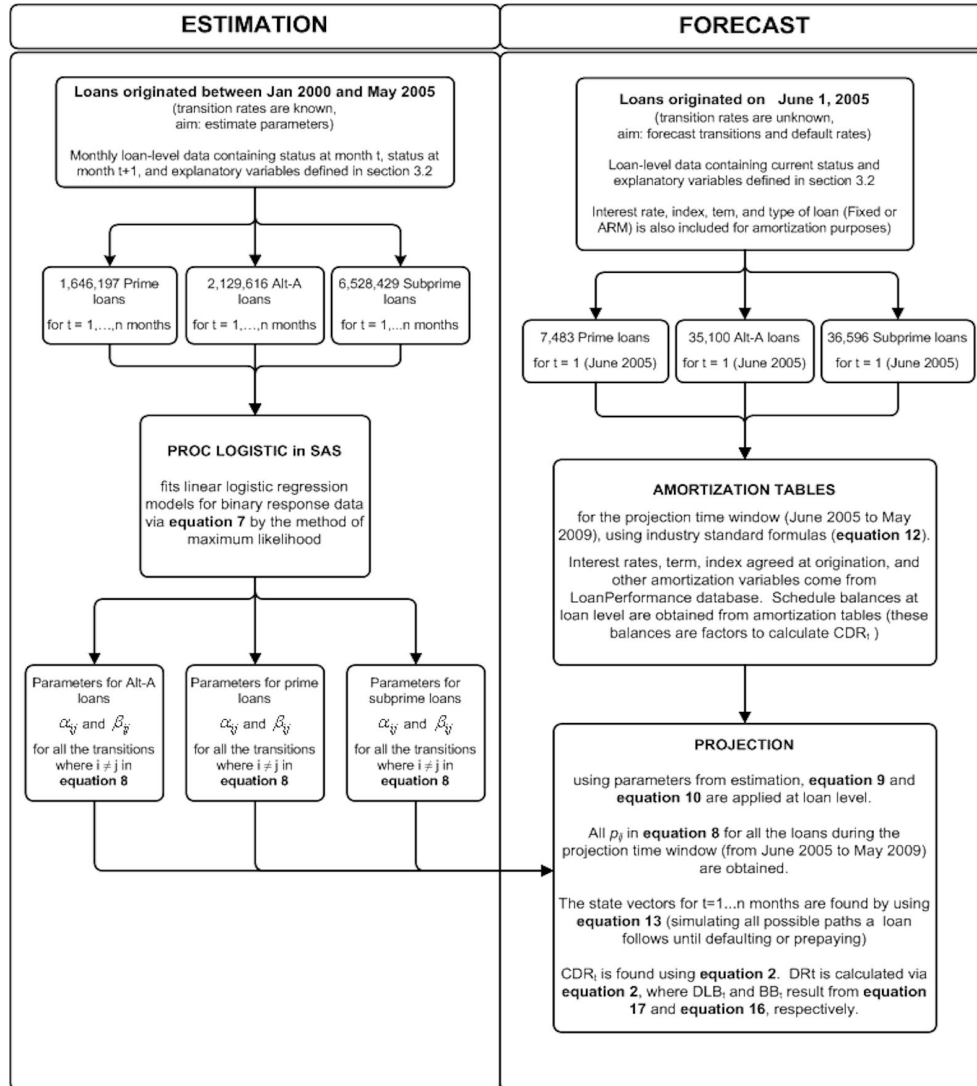 ESTIMATION
Loans originated between Jan 2000 and May 2005
(transition rates are known,
aim: estimate parameters)
Monthly loan-level data containing status at month t, status at
month t+1, and explanatory variables defined in section 3.2
1,646,197 Prime
loans
for t = 1,…,n months
2,129,616 Alt-A
loans
for t = 1,…,n months
6,528,429 Subprime
loans
for t = 1,...n months
PROC LOGISTIC in SAS
fits linear logistic regression
models for binary response data
via equation 7 by the method of
maximum likelihood
Parameters for Alt-A
loans
α_ij and β_ij
for all the transitions
where i ≠ j in
equation 8
Parameters for prime
loans
α_ij and β_ij
for all the transitions
where i ≠ j in
equation 8
Parameters for
subprime loans
α_ij and β_ij
for all the transitions
where i ≠ j in
equation 8
FORECAST
Loans originated on June 1, 2005
(transition rates are unknown,
aim: forecast transitions and default rates)
Loan-level data containing current status and
explanatory variables defined in section 3.2
Interest rate, index, tem, and type of loan (Fixed or
ARM) is also included for amortization purposes)
7,483 Prime loans
for t = 1 (June 2005)
35,100 Alt-A loans
for t = 1 (June 2005)
36,596 Subprime loans
for t = 1 (June 2005)
AMORTIZATION TABLES
for the projection time window (June 2005 to May
2009), using industry standard formulas (equation 12).
Interest rates, term, index agreed at origination, and
other amortization variables come from
LoanPerformance database. Schedule balances at
loan level are obtained from amortization tables (these
balances are factors to calculate CDRₜ )
PROJECTION
using parameters from estimation, equation 9 and
equation 10 are applied at loan level.
All p_ij in equation 8 for all the loans during the
projection time window (from June 2005 to May 2009)
are obtained.
The state vectors for t=1...n months are found by using
equation 13 (simulating all possible paths a loan
follows until defaulting or prepaying)
CDRₜ is found using equation 2. DRt is calculated via
equation 2, where DLBₜ and BBₜ result from equation
17 and equation 16, respectively.